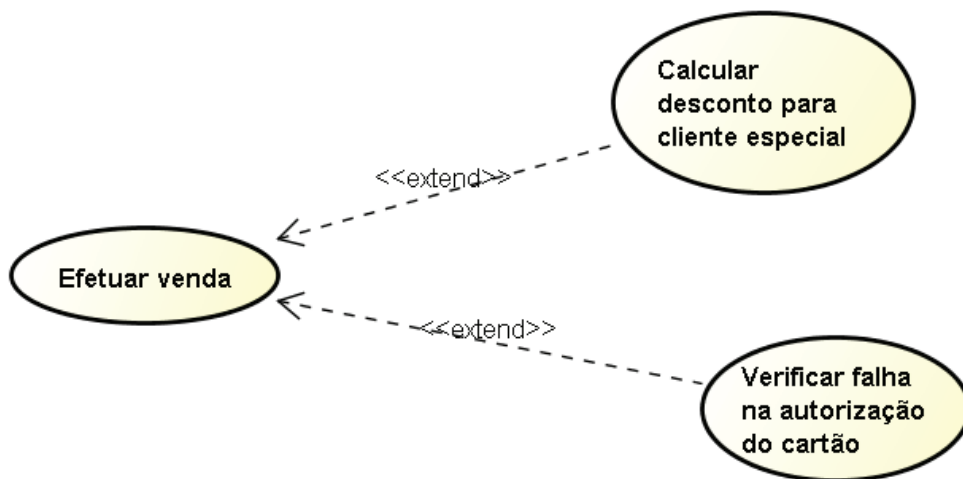 Calcular
desconto para
cliente especial
<<extend>>
Efetuar venda
<<extend>>
Verificar falha
na autorização
do cartão